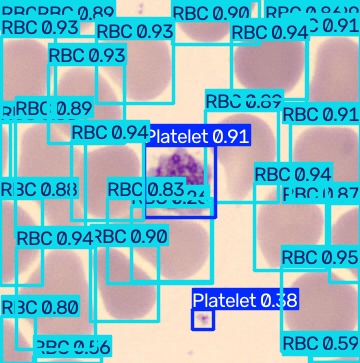 RBC 0.89
RBC 0.90
RBC 0.93
RBC 0.93
RBC 0.94
0.91
RBC 0.93
RBC 0.89
RBC 0.89
RBC 0.91
RBC 0.94
Platelet 0.91
RBC 0.88
RBC 0.83
RBC 0.94
RBC 0.87
RBC 0.94
RBC 0.90
RBC 0.95
RBC 0.80
Platelet 0.38
RBC 0.56
RBC 0.59